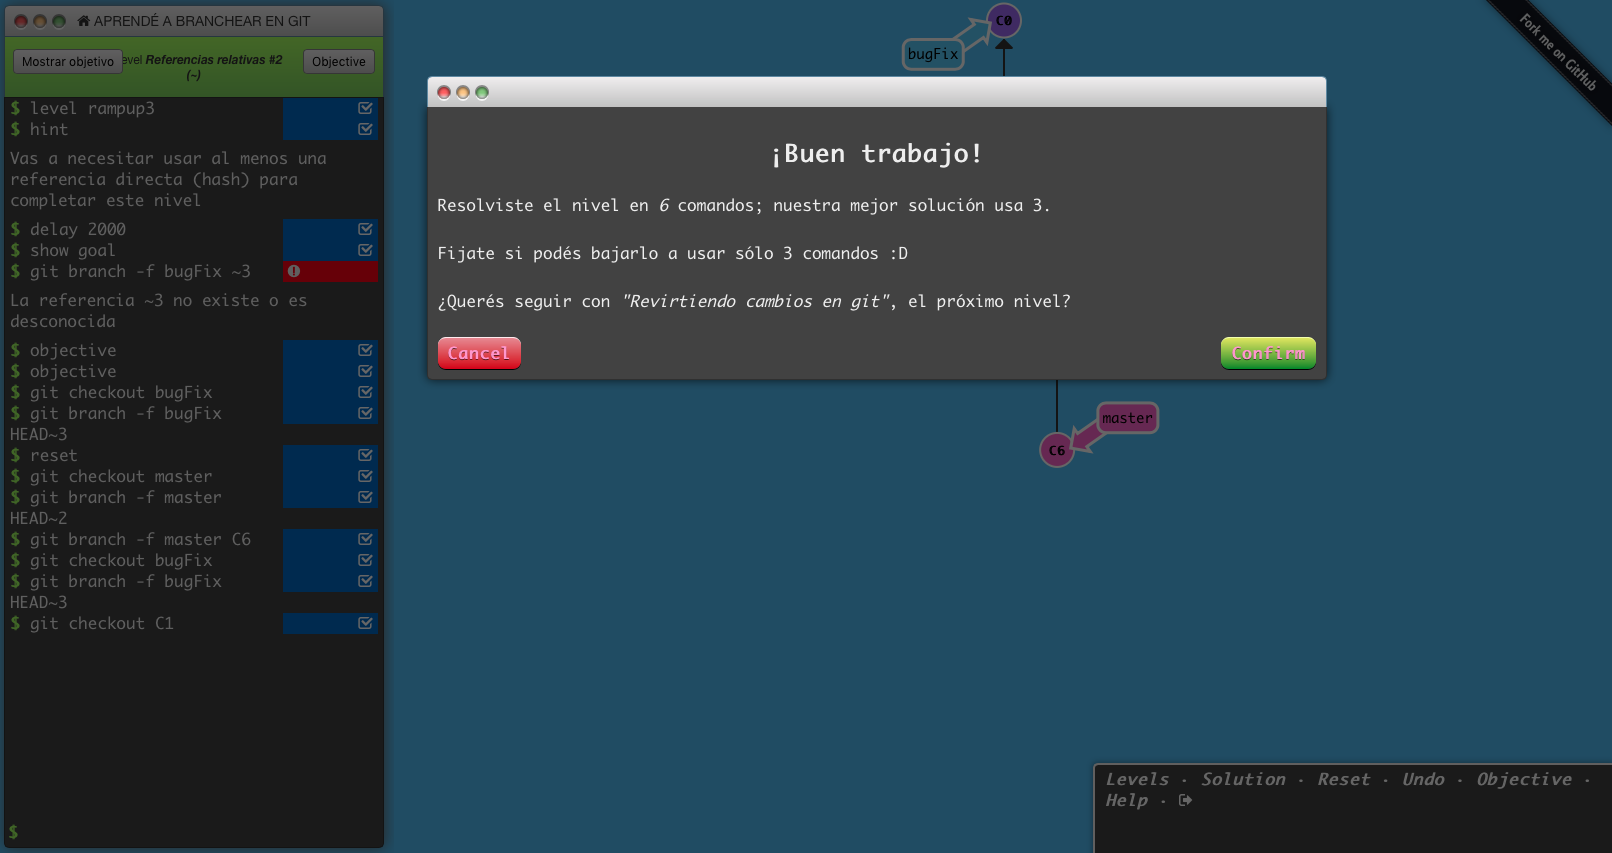 APRENDÉ A BRANCHEAR EN GIT
Mostrar objetivo
evel Referencias relativas #2
(~)
Objective
$ level rampup3
$ hint
Vas a necesitar usar al menos una
referencia directa (hash) para
completar este nivel
$ delay 2000
$ show goal
$ git branch -f bugFix ~3
La referencia ~3 no existe o es
desconocida
$ objective
$ objective
$ git checkout bugFix
$ git branch -f bugFix
HEAD~3
$ reset
$ git checkout master
$ git branch -f master
HEAD~2
$ git branch -f master C6
$ git checkout bugFix
$ git branch -f bugFix
HEAD~3
$ git checkout C1
$
C0
bugFix
Fork me on GitHub
¡Buen trabajo!
Resolviste el nivel en 6 comandos; nuestra mejor solución usa 3.
Fijate si podés bajarlo a usar sólo 3 comandos :D
¿Querés seguir con "Revirtiendo cambios en git", el próximo nivel?
Cancel
Confirm
master
C6
Levels · Solution · Reset · Undo · Objective ·
Help ·